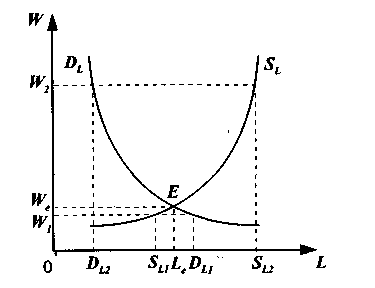 W
D_L S_L
W_2
E
W_e
W_1
0 D_L2 S_L1 L_e D_L1 S_L2 L